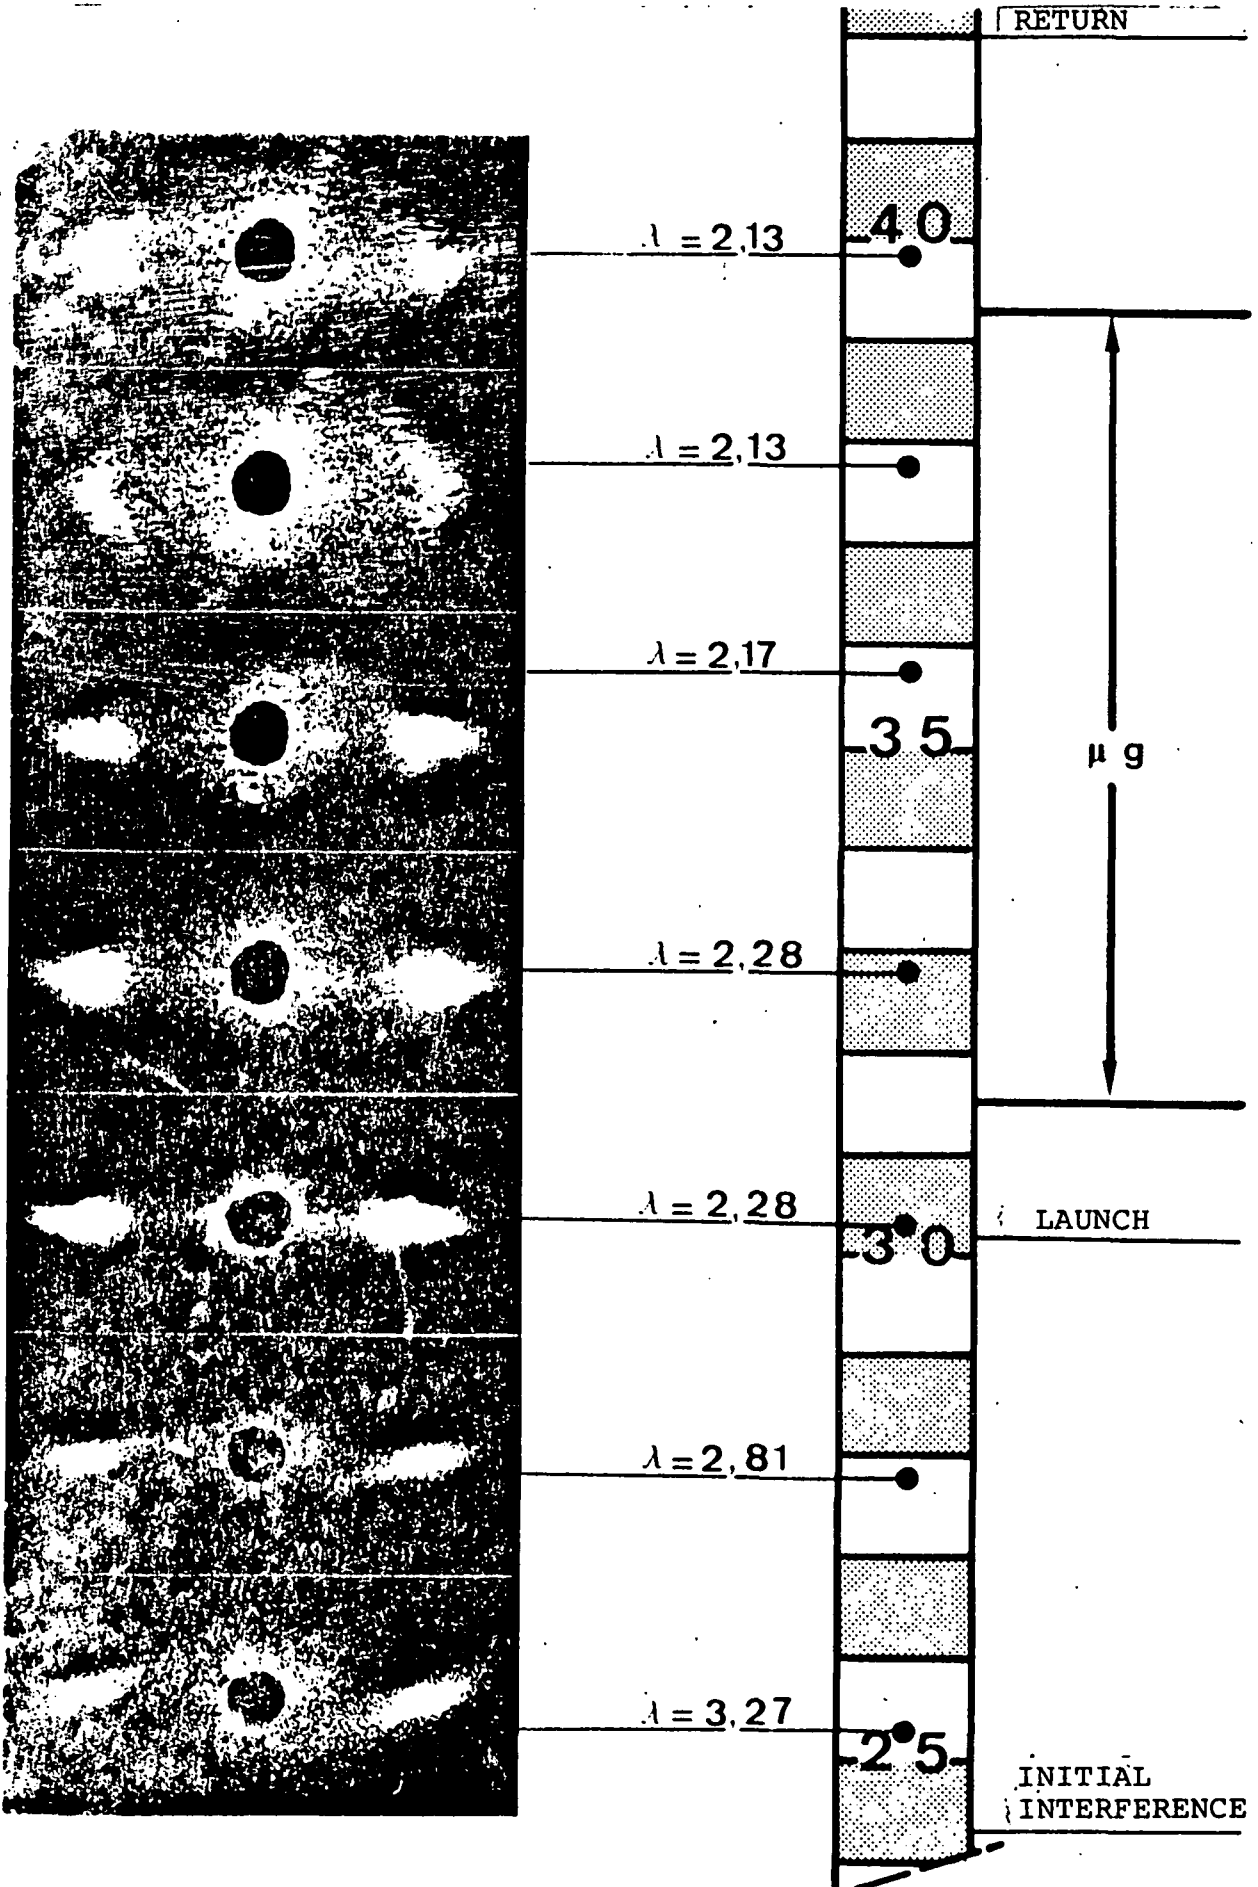 RETURN
λ = 2,13
40
λ = 2,13
λ = 2,17
35
μ g
λ = 2,28
λ = 2,28
LAUNCH
30
λ = 2,81
λ = 3,27
25
INITIAL
INTERFERENCE